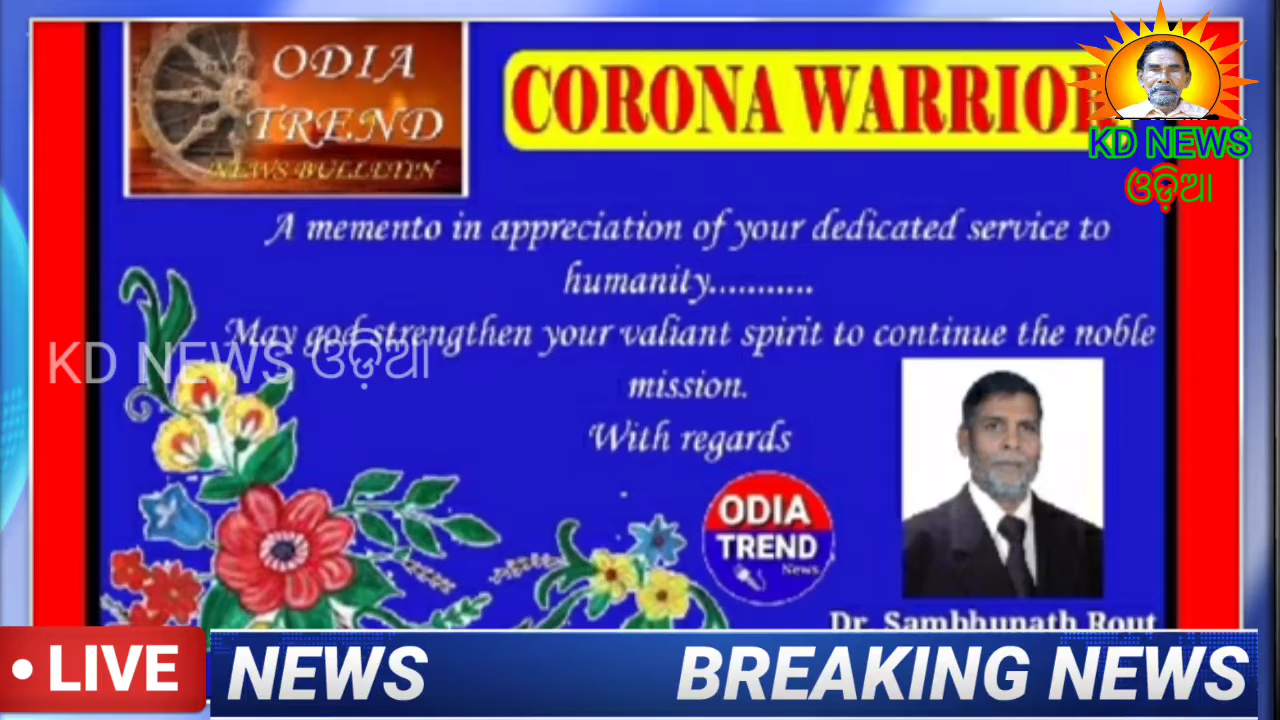 ODIA
TREND
NEWS BULLETIN
CORONA WARRIOR
KD NEWS
ଓଡ଼ିଆ
A memento in appreciation of your dedicated service to
humanity...........
May god strengthen your valiant spirit to continue the noble
mission.
With regards
KD NEWS ଓଡ଼ିଆ
ODIA
TREND
News
Dr. Sambhunath Rout
LIVE
NEWS
BREAKING NEWS